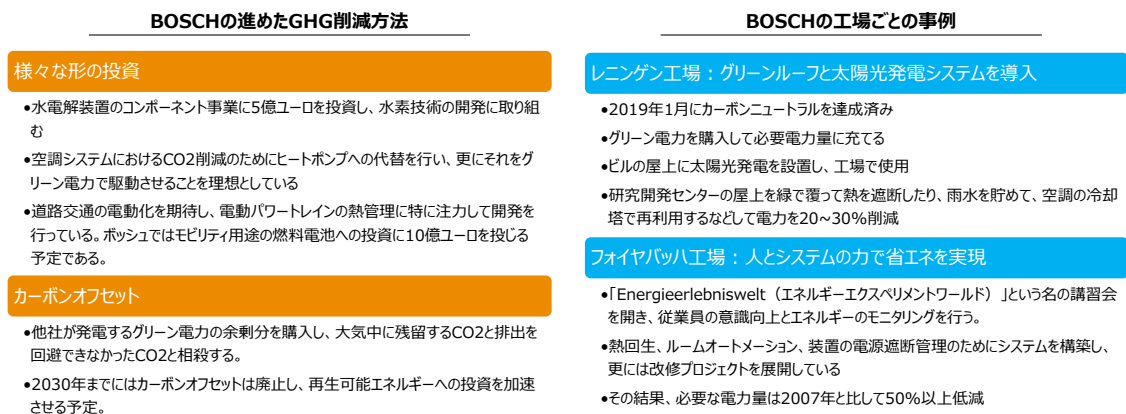 BOSCHの進めたGHG削減方法
様々な形の投資
•水電解装置のコンポーネント事業に5億ユーロを投資し、水素技術の開発に取り組
む
•空調システムにおけるCO2削減のためにヒートポンプへの代替を行い、更にそれをグ
リーン電力で駆動させることを理想としている
•道路交通の電動化を期待し、電動パワートレインの熱管理に特に注力して開発を
行っている。ボッシュではモビリティ用途の燃料電池への投資に10億ユーロを投じる
予定である。
カーボンオフセット
•他社が発電するグリーン電力の余剰分を購入し、大気中に残留するCO2と排出を
回避できなかったCO2と相殺する。
•2030年までにはカーボンオフセットは廃止し、再生可能エネルギーへの投資を加速
させる予定。
BOSCHの工場ごとの事例
レニンゲン工場：グリーンルーフと太陽光発電システムを導入
•2019年1月にカーボンニュートラルを達成済み
•グリーン電力を購入して必要電力量に充てる
•ビルの屋上に太陽光発電を設置し、工場で使用
•研究開発センターの屋上を緑で覆って熱を遮断したり、雨水を貯めて、空調の冷却
塔で再利用するなどして電力を20~30%削減
フォイヤバッハ工場：人とシステムの力で省エネを実現
•「Energieerlebniswelt（エネルギーエクスペリメントワールド）」という名の講習会
を開き、従業員の意識向上とエネルギーのモニタリングを行う。
•熱回生、ルームオートメーション、装置の電源遮断管理のためにシステムを構築し、
更には改修プロジェクトを展開している
•その結果、必要な電力量は2007年と比して50%以上低減